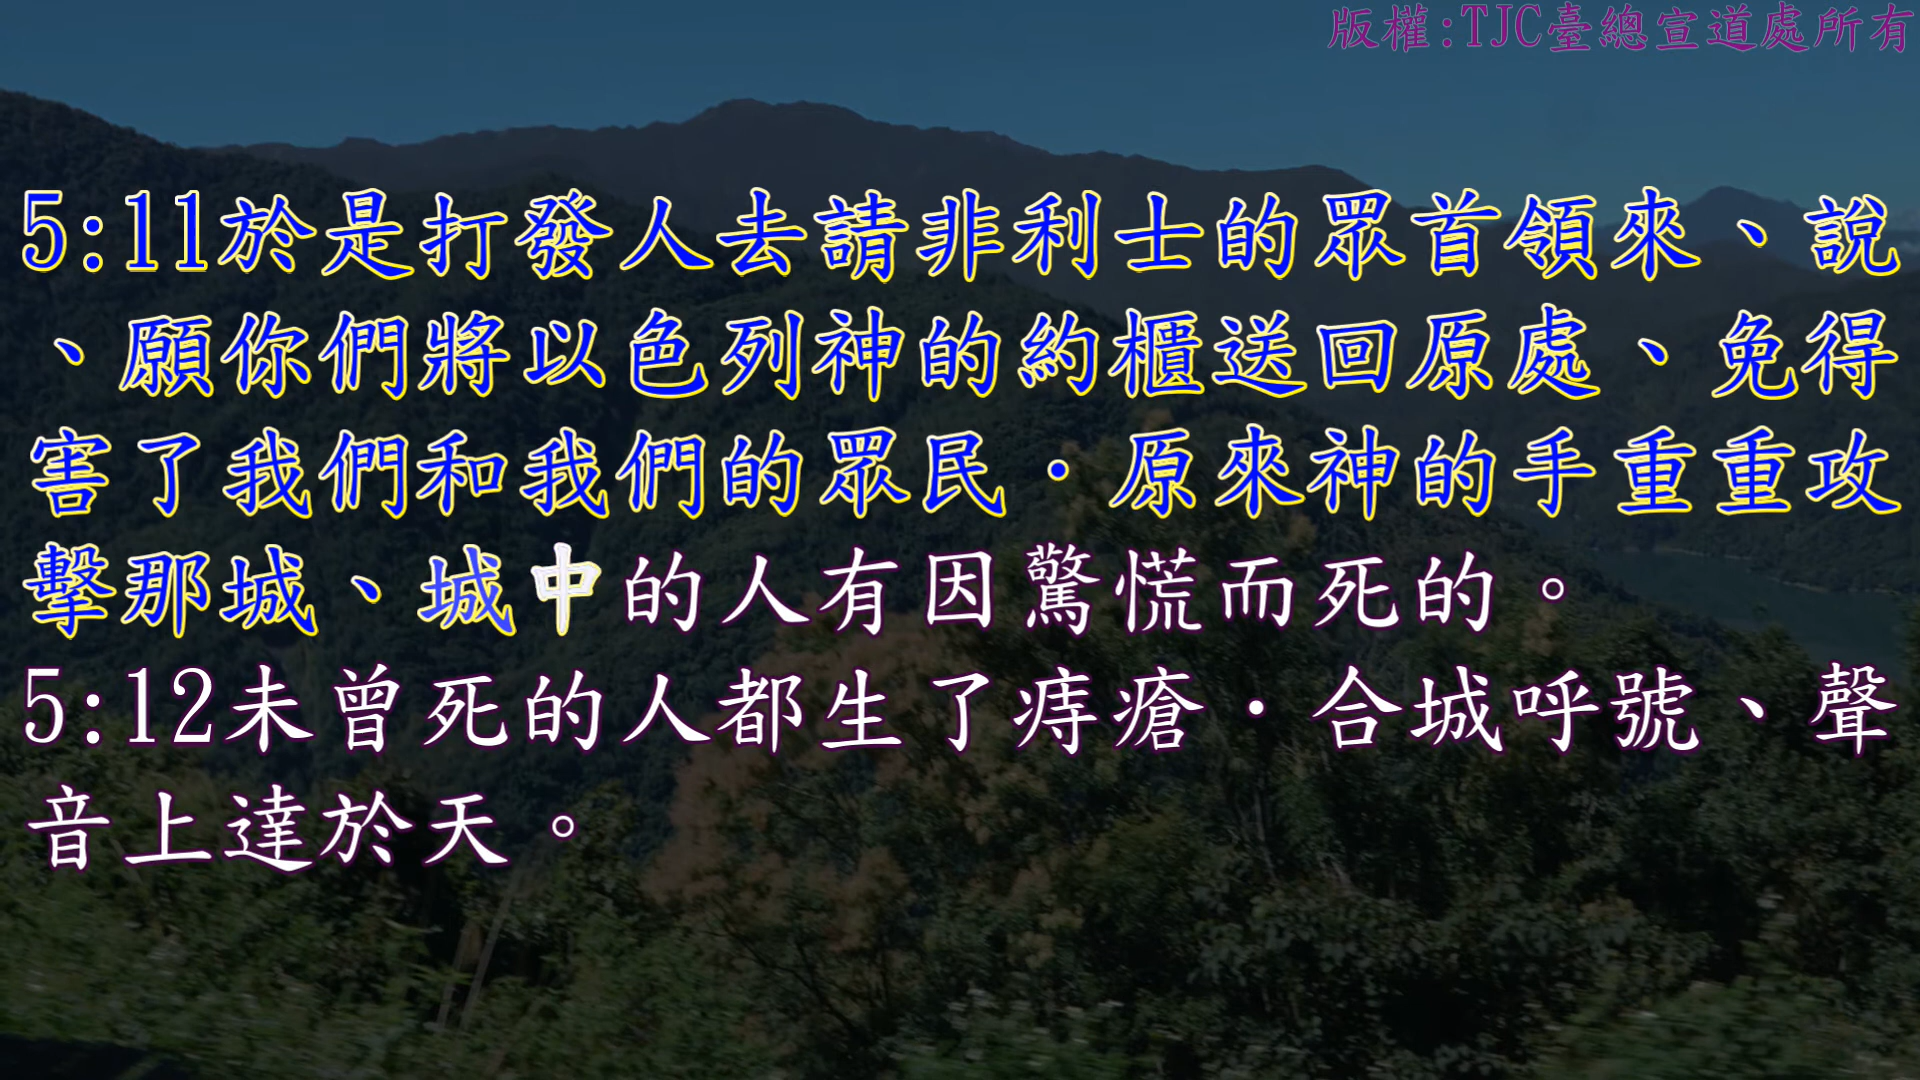 版權:TJC臺總宣道處所有
5:11於是打發人去請非利士的眾首領來、說
、願你們將以色列神的約櫃送回原處、免得
害了我們和我們的眾民．原來神的手重重攻
擊那城、城中的人有因驚慌而死的。
5:12未曾死的人都生了痔瘡．合城呼號、聲
音上達於天。